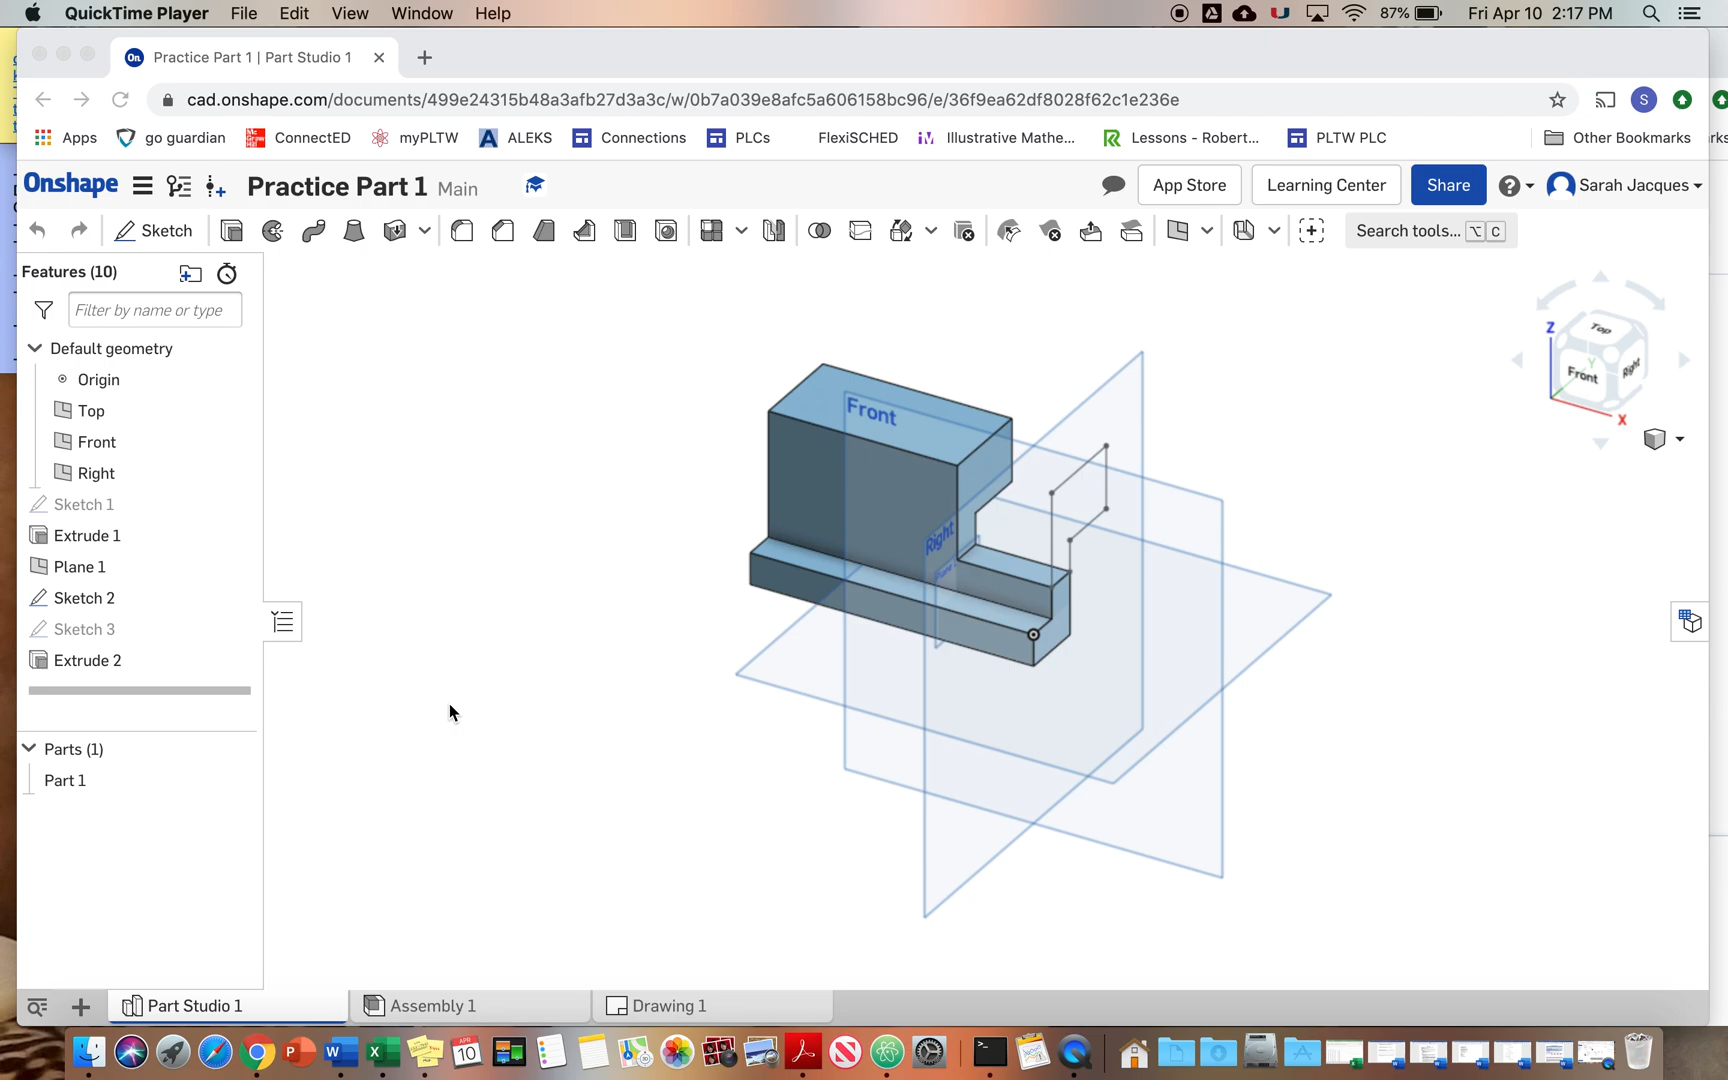 QuickTime Player File Edit View Window Help 87% Fri Apr 10 2:17 PM
On Practice Part 1 | Part Studio 1
cad.onshape.com/documents/499e24315b48a3afb27d3a3c/w/0b7a039e8afc5a606158bc96/e/36f9ea62df8028f62c1e236e S
Apps go guardian ConnectED myPLTW ALEKS Connections PLCs FlexiSCHED Illustrative Mathe... Lessons - Robert... PLTW PLC Other Bookmarks
Onshape Practice Part 1 Main App Store Learning Center Share Sarah Jacques
Sketch Search tools... ⌥ C
Features (10)
Filter by name or type
Default geometry
Origin
Top
Front
Right
Sketch 1
Extrude 1
Plane 1
Sketch 2
Sketch 3
Extrude 2
Parts (1)
Part 1
Front
Right
Z
Top
Y
Front
Right
X
Part Studio 1 Assembly 1 Drawing 1
APR
10